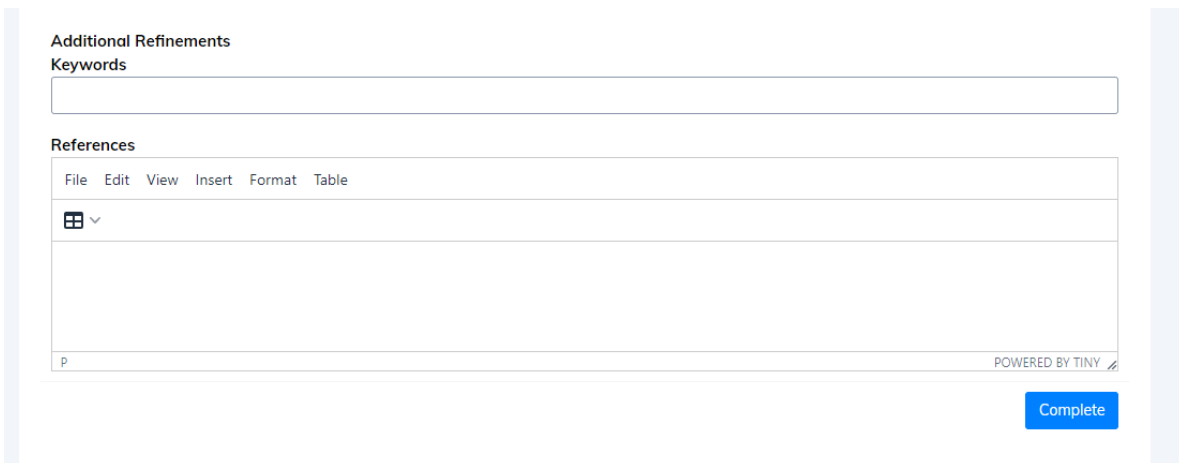 Additional Refinements
Keywords
References
File Edit View Insert Format Table
P
POWERED BY TINY
Complete